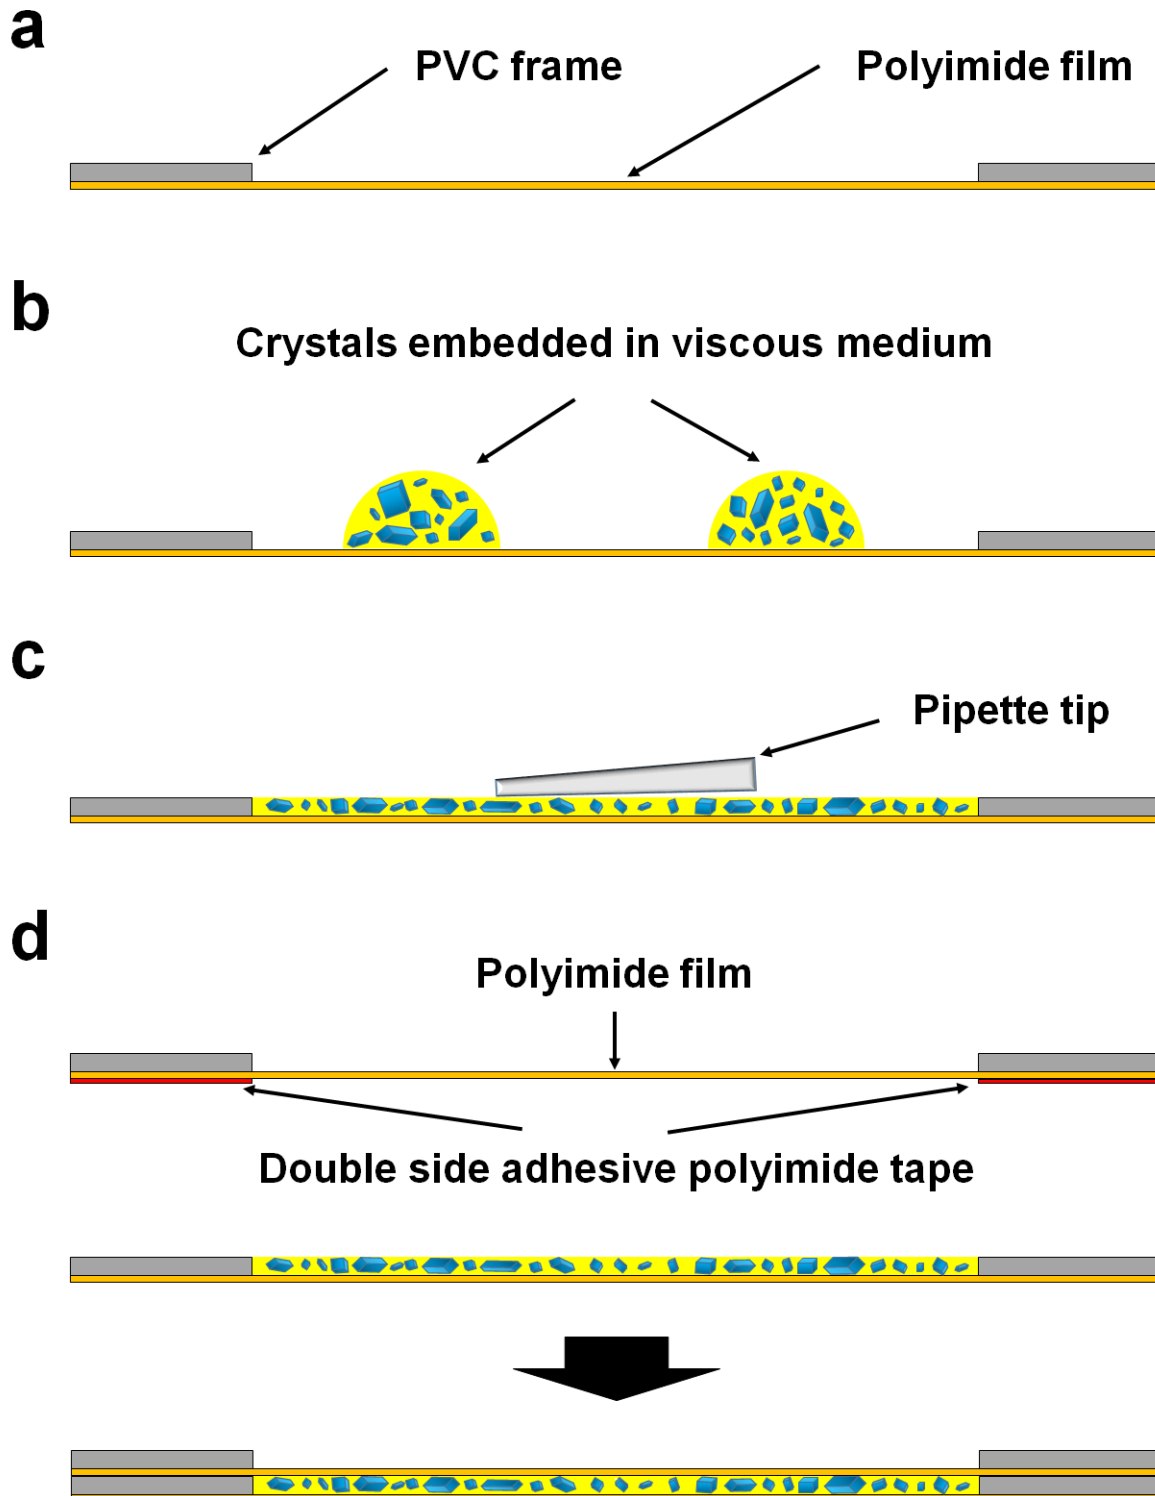 a
PVC frame
Polyimide film
b
Crystals embedded in viscous medium
c
Pipette tip
d
Polyimide film
Double side adhesive polyimide tape